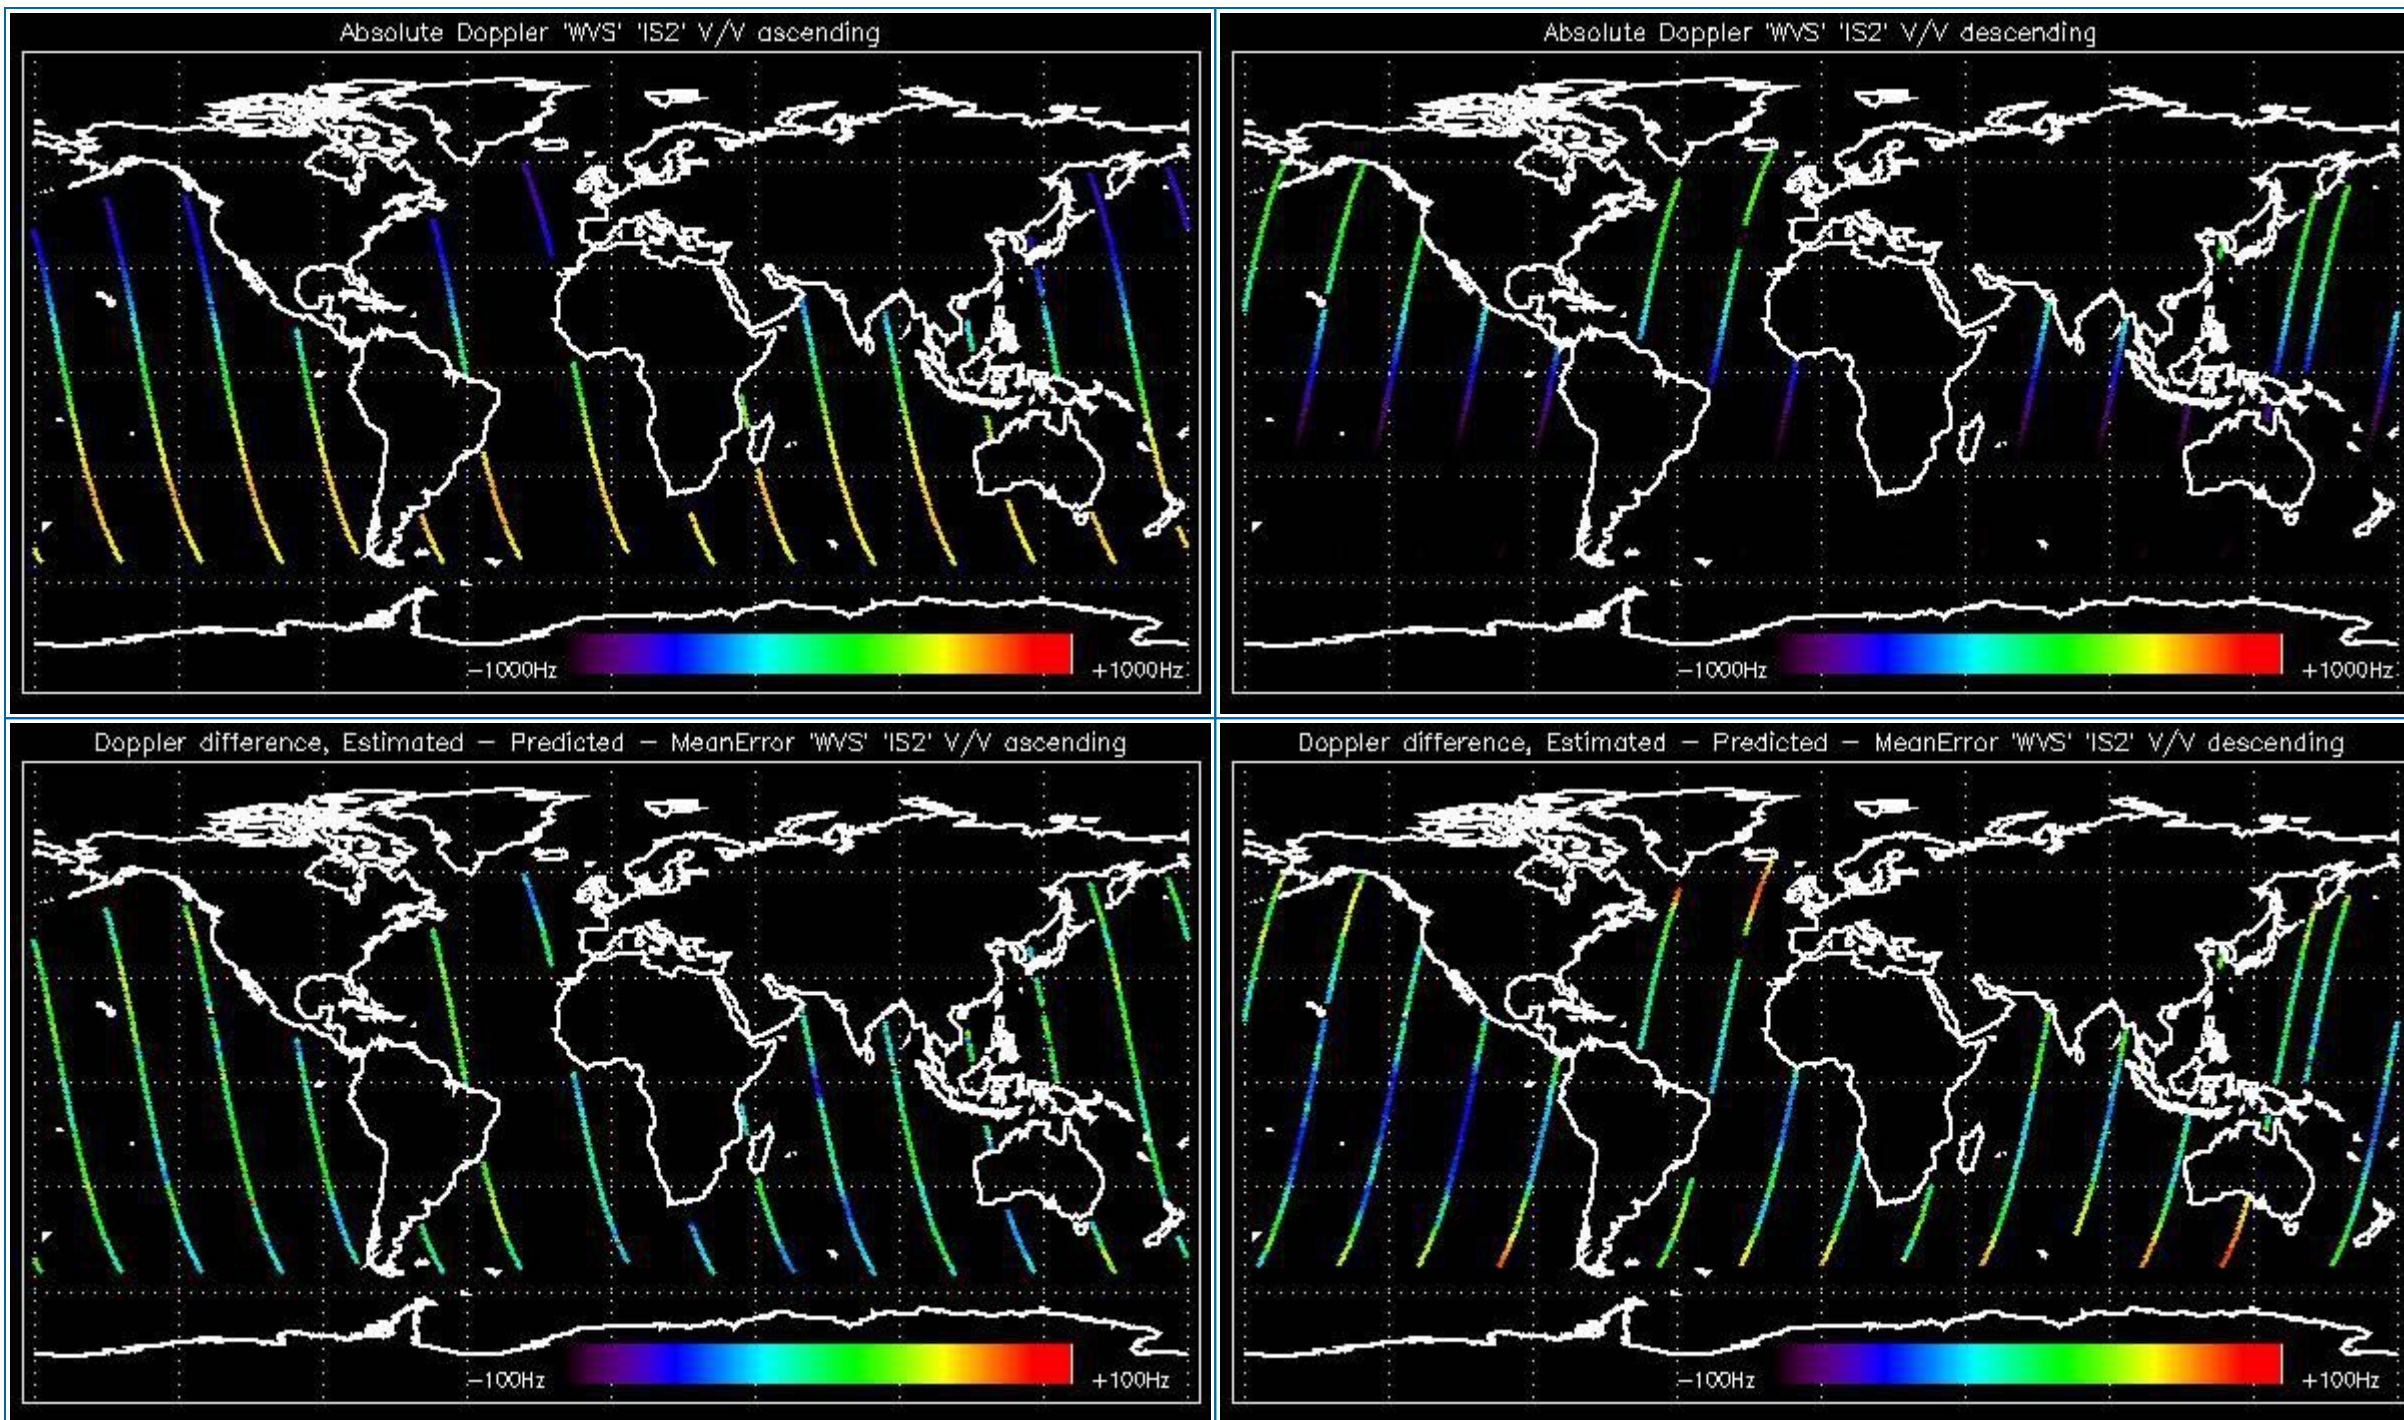 Absolute Doppler 'WVS' 'IS2' V/V ascending
-1000Hz
+1000Hz
Absolute Doppler 'WVS' 'IS2' V/V descending
-1000Hz
+1000Hz
Doppler difference, Estimated - Predicted - MeanError 'WVS' 'IS2' V/V ascending
-100Hz
+100Hz
Doppler difference, Estimated - Predicted - MeanError 'WVS' 'IS2' V/V descending
-100Hz
+100Hz